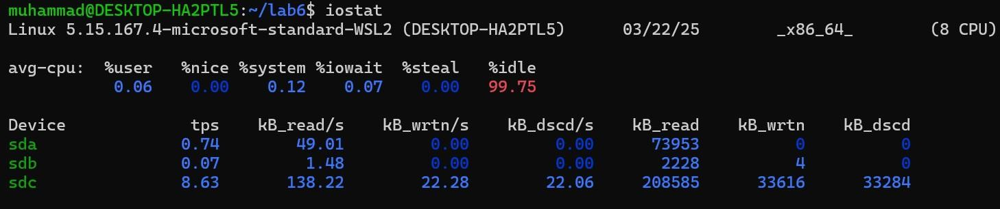 muhammad@DESKTOP-HA2PTL5:~/lab6$ iostat
Linux 5.15.167.4-microsoft-standard-WSL2 (DESKTOP-HA2PTL5) 03/22/25 _x86_64_ (8 CPU)
avg-cpu: %user %nice %system %iowait %steal %idle
0.06 0.00 0.12 0.07 0.00 99.75
Device tps kB_read/s kB_wrtn/s kB_dscd/s kB_read kB_wrtn kB_dscd
sda 0.74 49.01 0.00 0.00 73953 0 0
sdb 0.07 1.48 0.00 0.00 2228 4 0
sdc 8.63 138.22 22.28 22.06 208585 33616 33284